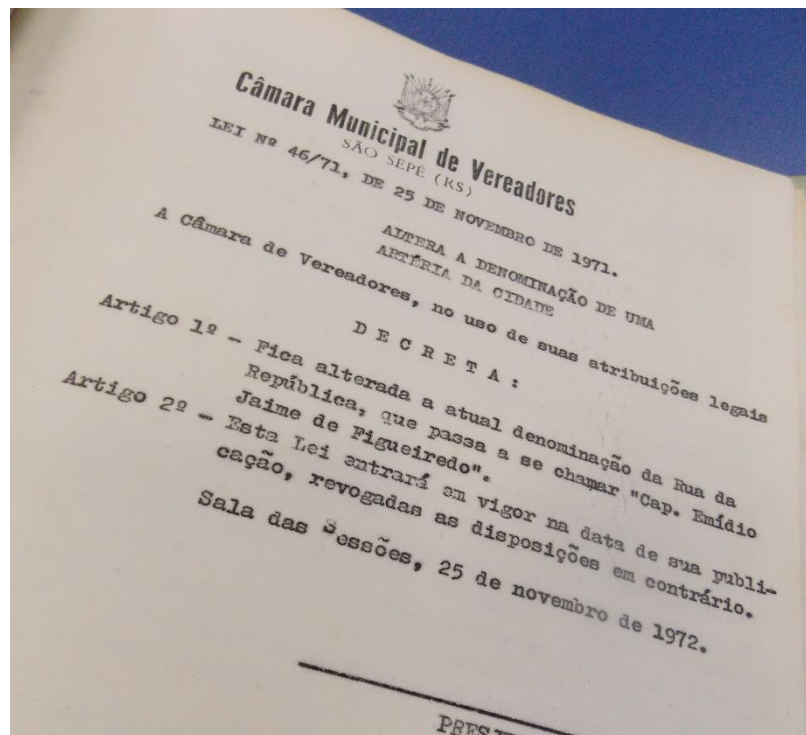 Câmara Municipal de Vereadores
SÃO SEPÉ (RS)
LEI Nº 46/71, DE 25 DE NOVEMBRO DE 1971.
ALTERA A DENOMINAÇÃO DE UMA
ARTÉRIA DA CIDADE
A Câmara de Vereadores, no uso de suas atribuições legais
D E C R E T A :
Artigo 1º - Fica alterada a atual denominação da Rua da
República, que passa a se chamar "Cap. Emídio
Jaime de Figueiredo".
Artigo 2º - Esta Lei entrará em vigor na data de sua publi-
cação, revogadas as disposições em contrário.
Sala das Sessões, 25 de novembro de 1972.